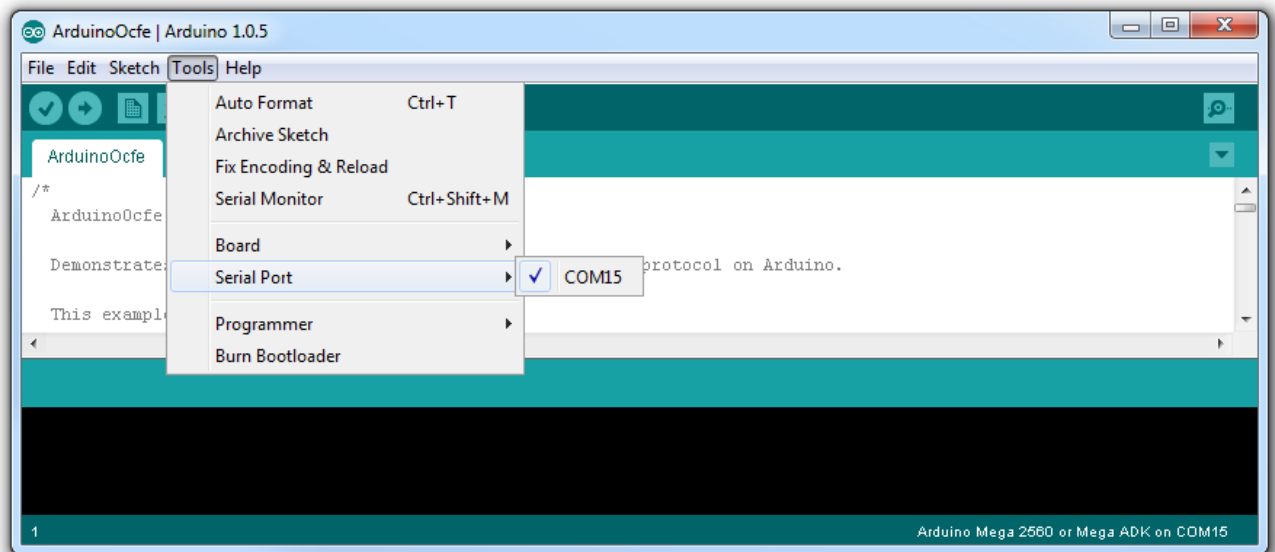 ArduinoOcfe | Arduino 1.0.5
File Edit Sketch Tools Help
Auto Format Ctrl+T
Archive Sketch
ArduinoOcfe
Fix Encoding & Reload
/*
Serial Monitor Ctrl+Shift+M
ArduinoOcfe
Board
Demonstrate
protocol on Arduino.
Serial Port
COM15
This exampl
Programmer
Burn Bootloader
1
Arduino Mega 2560 or Mega ADK on COM15